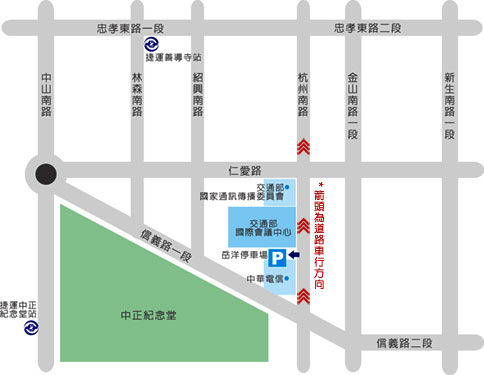 忠孝東路一段
忠孝東路二段
捷運善導寺站
中山南路
林森南路
紹興南路
杭州南路
金山南路一段
新生南路一段
仁愛路
交通部
國家通訊傳播委員會
交通部
國際會議中心
岳洋停車場
P
中華電信
*箭頭為道路車行方向
信義路一段
中正紀念堂
捷運中正
紀念堂站
信義路二段